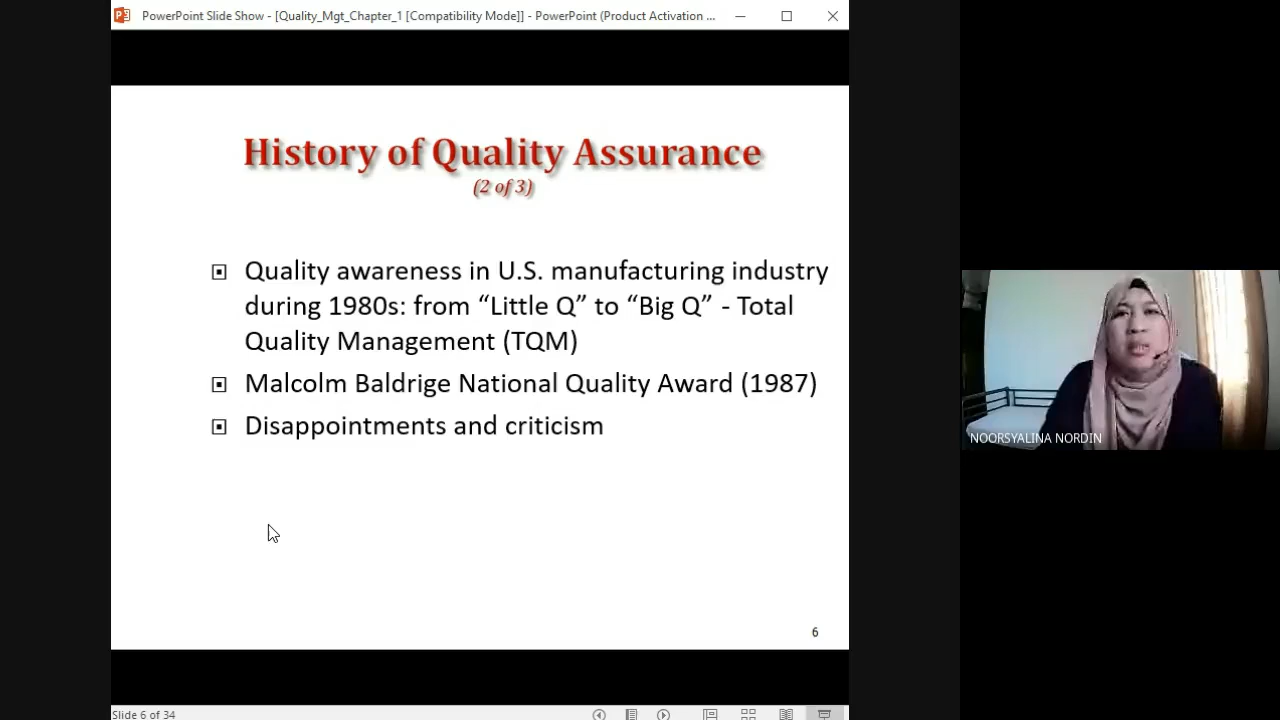 PowerPoint Slide Show - [Quality_Mgt_Chapter_1 [Compatibility Mode]] - PowerPoint (Product Activation ...
History of Quality Assurance
(2 of 3)
Quality awareness in U.S. manufacturing industry
during 1980s: from “Little Q” to “Big Q” - Total
Quality Management (TQM)
Malcolm Baldrige National Quality Award (1987)
Disappointments and criticism
NOORSYALINA NORDIN
6
Slide 6 of 34